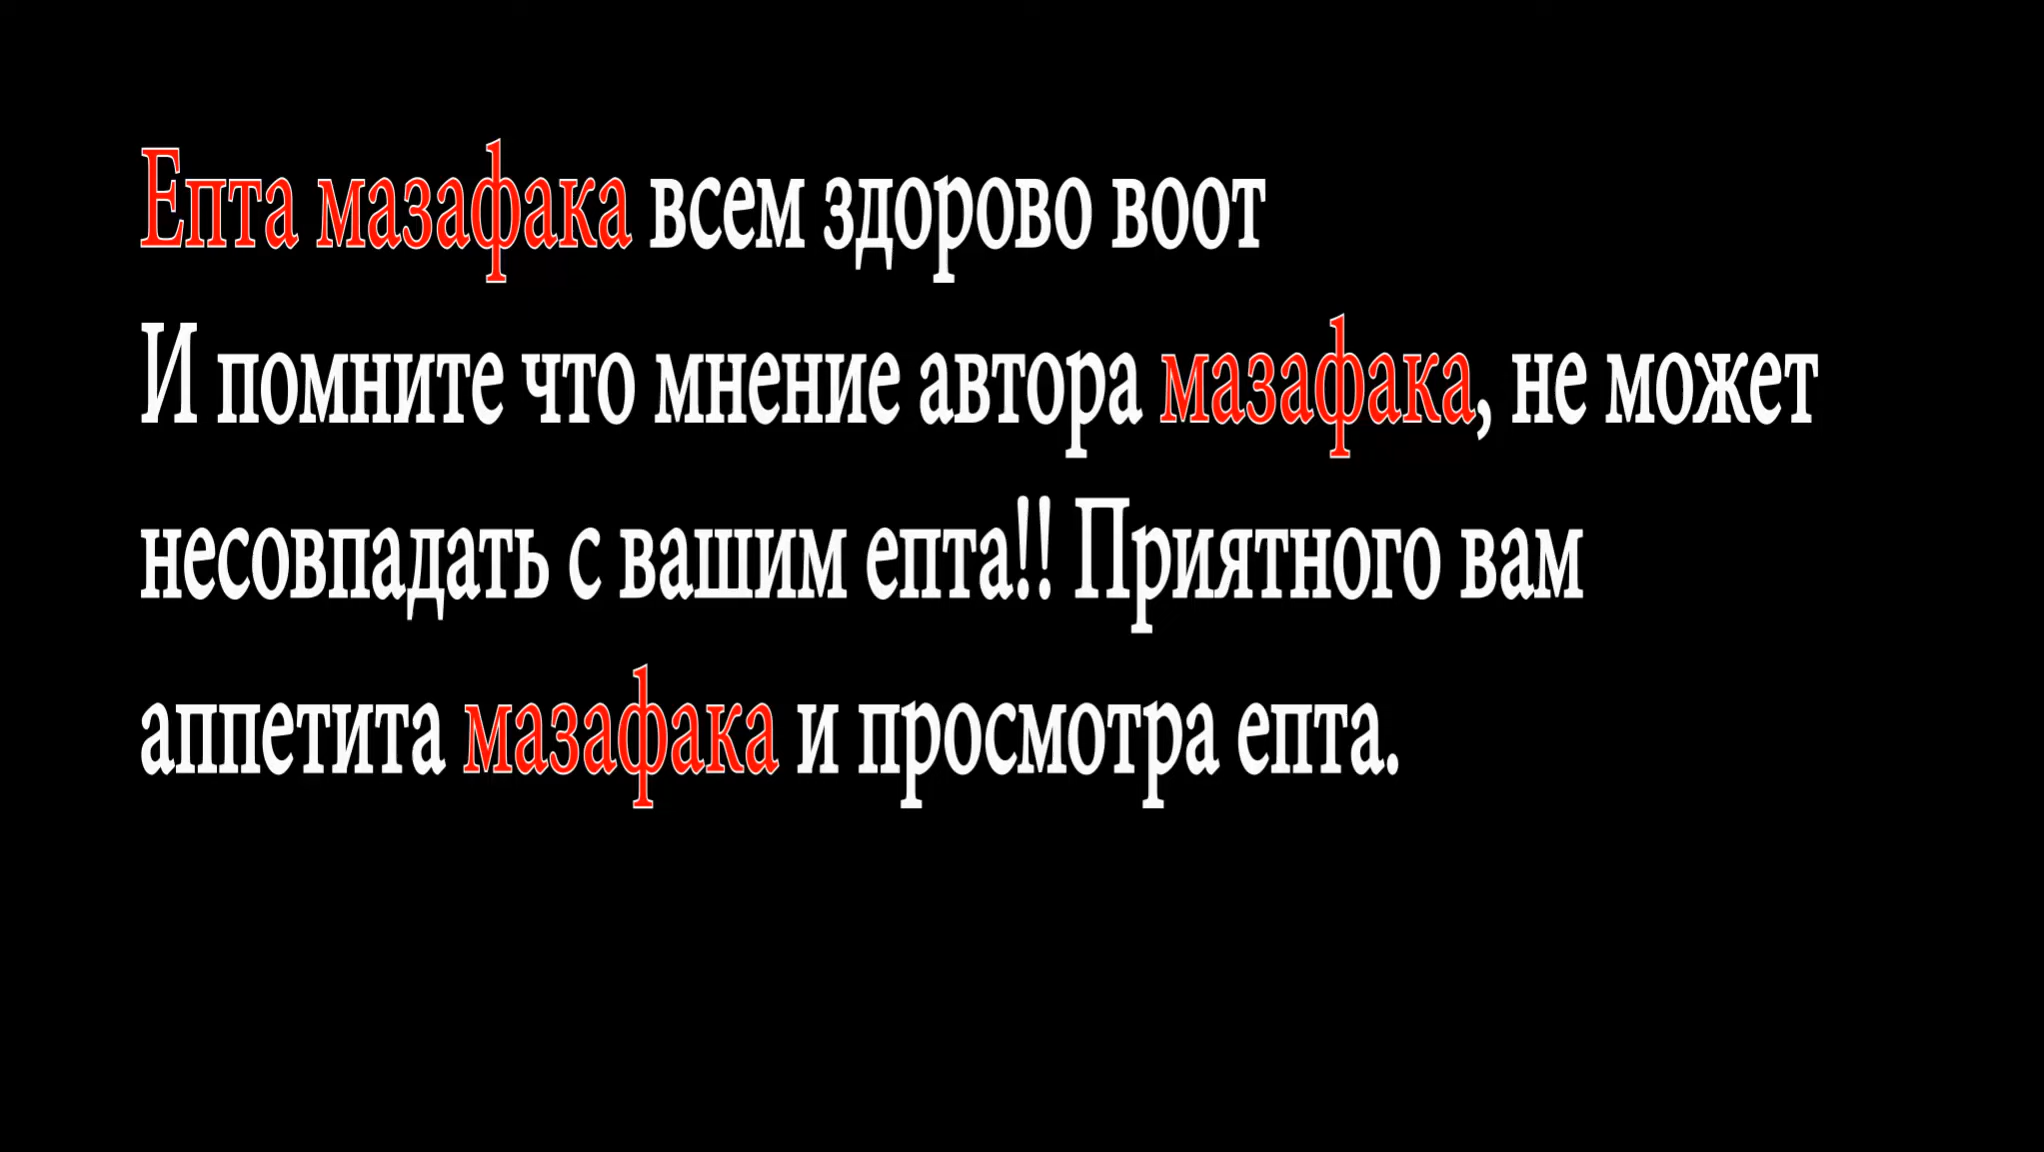 Епта мазафака всем здорово воот
И помните что мнение автора мазафака, не может
несовпадать с вашим епта!! Приятного вам
аппетита мазафака и просмотра епта.